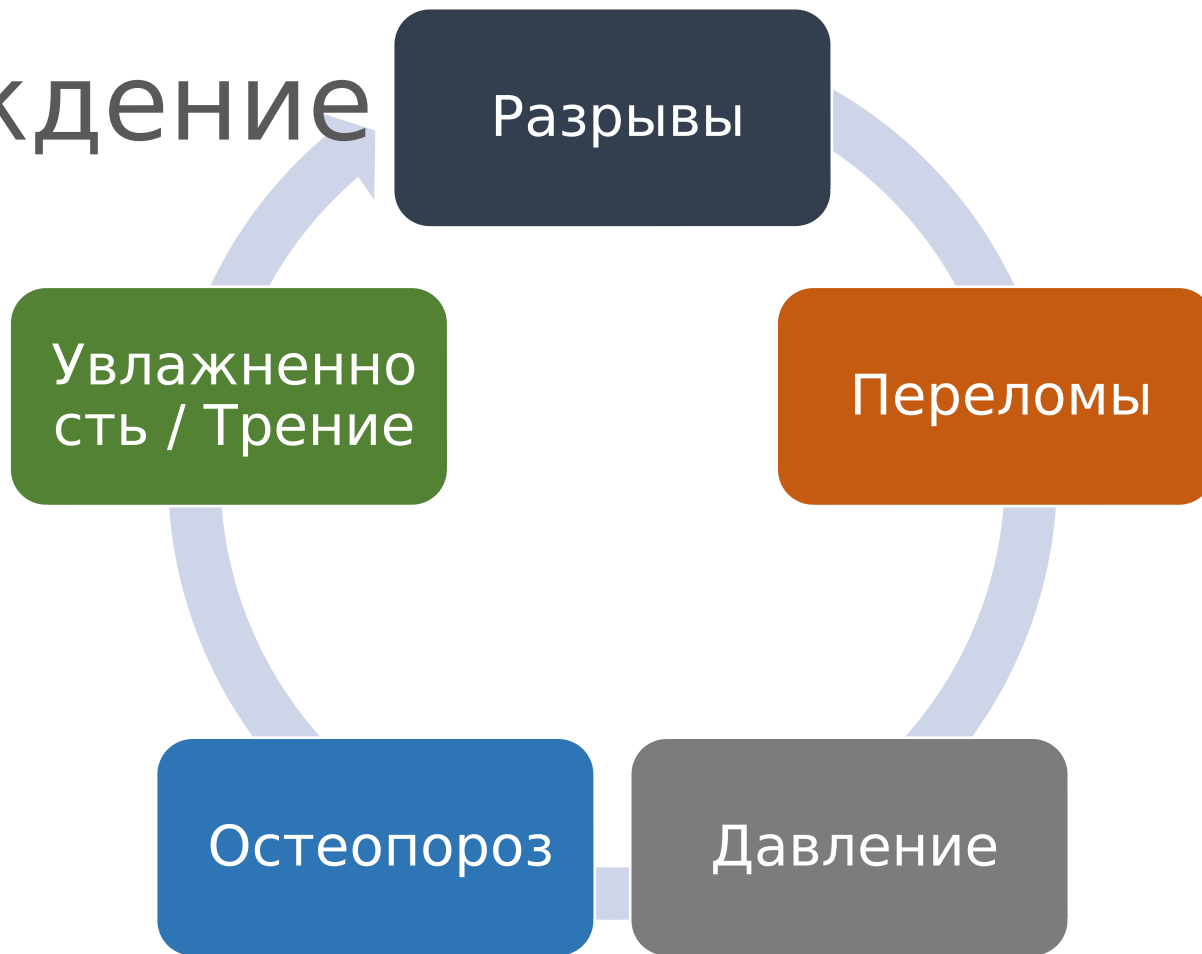 ждение
Разрывы
Увлажненно
сть / Трение
Переломы
Остеопороз
Давление